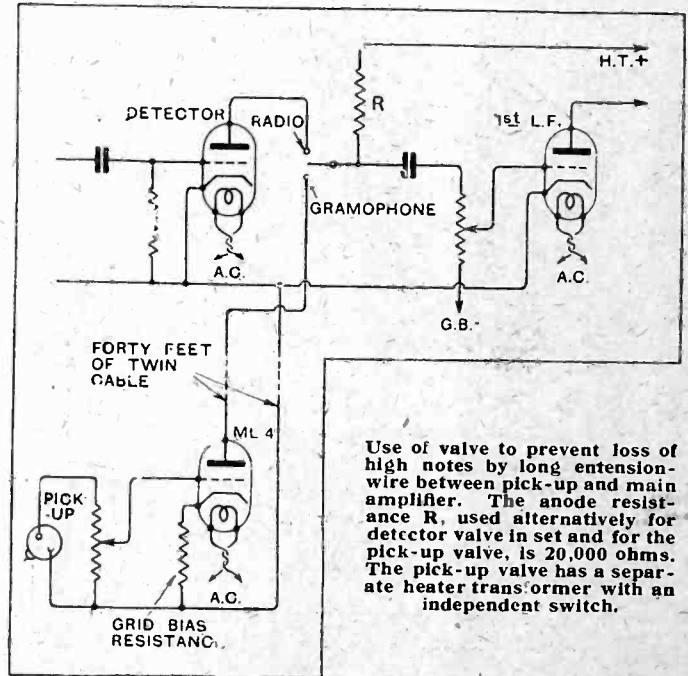 H.T.+
DETECTOR
RADIO
R
1st L.F.
GRAMOPHONE
A.C.
A.C.
G.B.-
FORTY FEET
OF TWIN
CABLE
ML 4
PICK
-UP
A.C.
GRID BIAS
RESISTANC
Use of valve to prevent loss of
high notes by long entension-
wire between pick-up and main
amplifier. The anode resist-
ance R, used alternatively for
detector valve in set and for the
pick-up valve, is 20,000 ohms.
The pick-up valve has a separ-
ate heater trans ormer with an
independent switch.